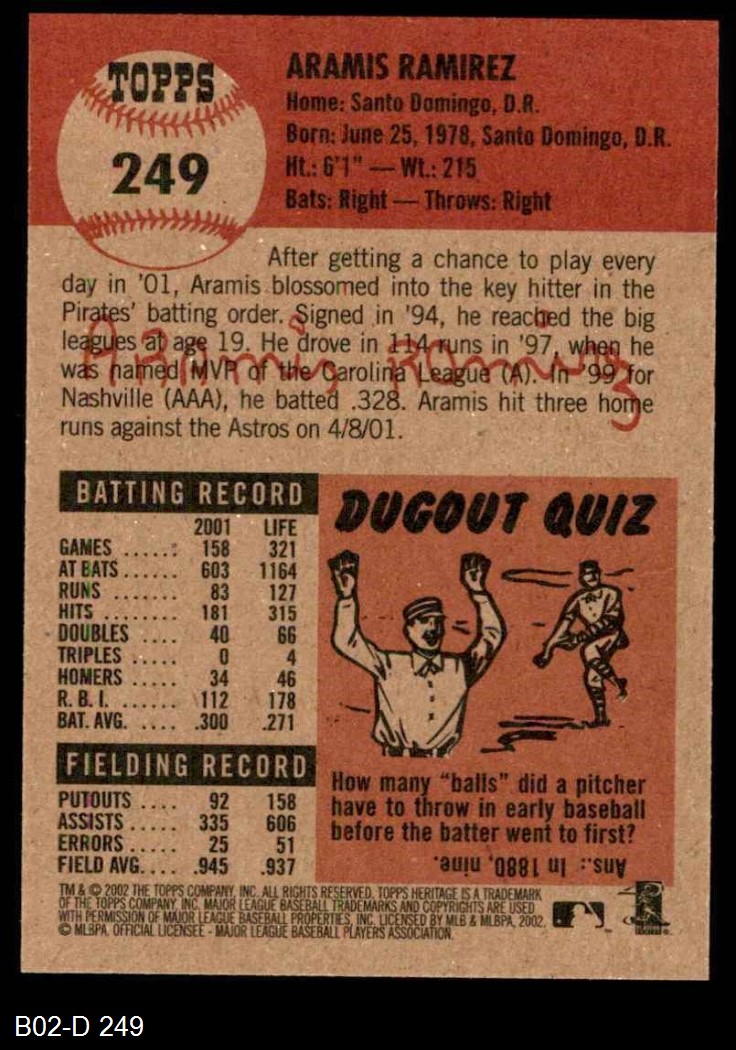 TOPPS
249
ARAMIS RAMIREZ
Home: Santo Domingo, D.R.
Born: June 25, 1978, Santo Domingo, D.R.
Ht.: 6'1" — Wt.: 215
Bats: Right — Throws: Right
After getting a chance to play every
day in '01, Aramis blossomed into the key hitter in the
Pirates' batting order. Signed in '94, he reached the big
leagues at age 19. He drove in 114 runs in '97, when he
was named MVP of the Carolina League (A). In '99 for
Nashville (AAA), he batted .328. Aramis hit three home
runs against the Astros on 4/8/01.
Aramis Ramirez
BATTING RECORD
2001 LIFE
GAMES ..... 158 321
AT BATS ..... 603 1164
RUNS ..... 83 127
HITS ........ 181 315
DOUBLES .... 40 66
TRIPLES ..... 0 4
HOMERS ..... 34 46
R.B.I. ...... 112 178
BAT. AVG. .... .300 .271
FIELDING RECORD
PUTOUTS .... 92 158
ASSISTS ..... 335 606
ERRORS ..... 25 51
FIELD AVG. ... .945 .937
DUGOUT QUIZ
How many "balls" did a pitcher
have to throw in early baseball
before the batter went to first?
Ans.: In 1880, nine.
TM & © 2002 THE TOPPS COMPANY, INC. ALL RIGHTS RESERVED. TOPPS HERITAGE IS A TRADEMARK
OF THE TOPPS COMPANY, INC. MAJOR LEAGUE BASEBALL TRADEMARKS AND COPYRIGHTS ARE USED
WITH PERMISSION OF MAJOR LEAGUE BASEBALL PROPERTIES, INC. LICENSED BY MLB & MLBPA, 2002.
© MLBPA. OFFICIAL LICENSEE - MAJOR LEAGUE BASEBALL PLAYERS ASSOCIATION.
B02-D 249